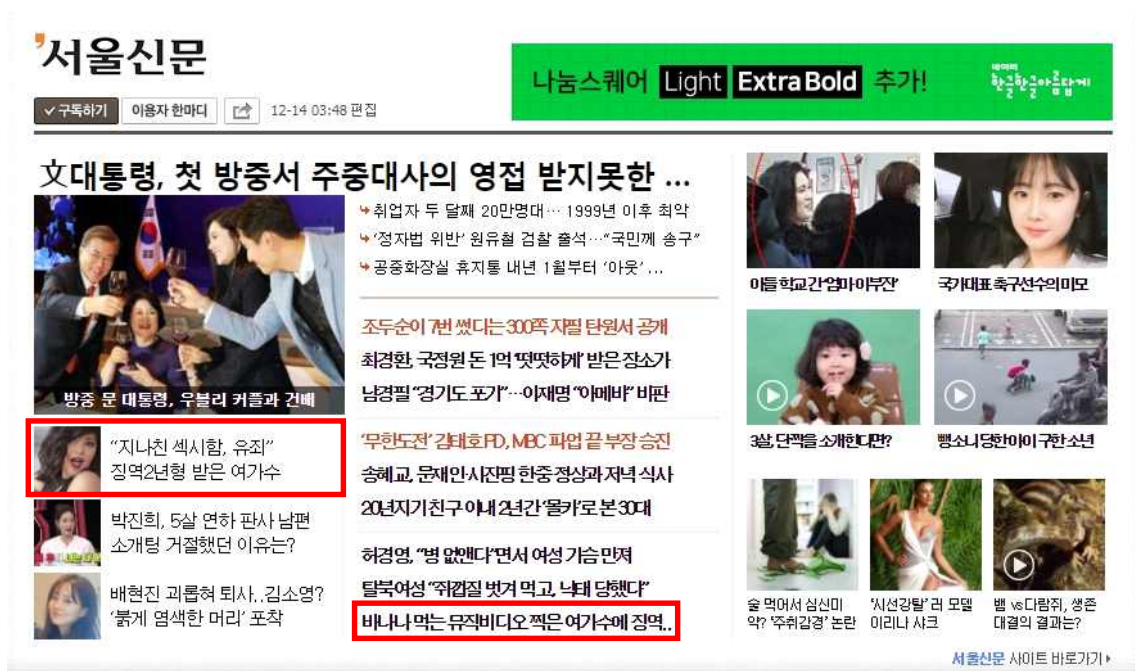 서울신문
나눔스퀘어 Light ExtraBold 추가!
네이버
한글한글아름답게
구독하기 이용자 한마디 12-14 03:48 편집
文대통령, 첫 방중서 주중대사의 영접 받지못한 ...
방중 문 대통령, 우블리 커플과 건배
“지나친 섹시함, 유죄”
징역2년형 받은 여가수
박진희, 5살 연하 판사 남편
소개팅 거절했던 이유는?
배현진 괴롭혀 퇴사..김소영?
‘붉게 염색한 머리’ 포착
취업자 두 달째 20만명대… 1999년 이후 최악
‘정자법 위반’ 원유철 검찰 출석…“국민께 송구”
공중화장실 휴지통 내년 1월부터 ‘아웃’ ...
조두순이 7번 썼다는 300쪽 자필 탄원서 공개
최경환, 국정원 돈 1억 ‘떳떳하게’ 받은 장소가
남경필 “경기도 포기”…이재명 “아메바” 비판
‘무한도전’ 김태호 PD, MBC 파업 끝 부장 승진
송혜교, 문재인·시진핑 한중 정상과 저녁 식사
20년지기 친구 아내 2년간 ‘몰카’로 본 30대
허경영, “병 없앤다”면서 여성 가슴 만져
탈북여성 “쥐껍질 벗겨 먹고, 낙태 당했다”
바나나 먹는 뮤직비디오 찍은 여가수에 징역..
아들 학교 간 ‘엄마 이부진’
국가대표 축구선수의 미모
3살, 단짝을 소개한다면?
뺑소니 당한 아이 구한 소년
술 먹어서 심신미
약? ‘주취감경’ 논란
‘시선강탈’ 러 모델
이리나 샤크
뱀 vs 다람쥐, 생존
대결의 결과는?
서울신문 사이트 바로가기